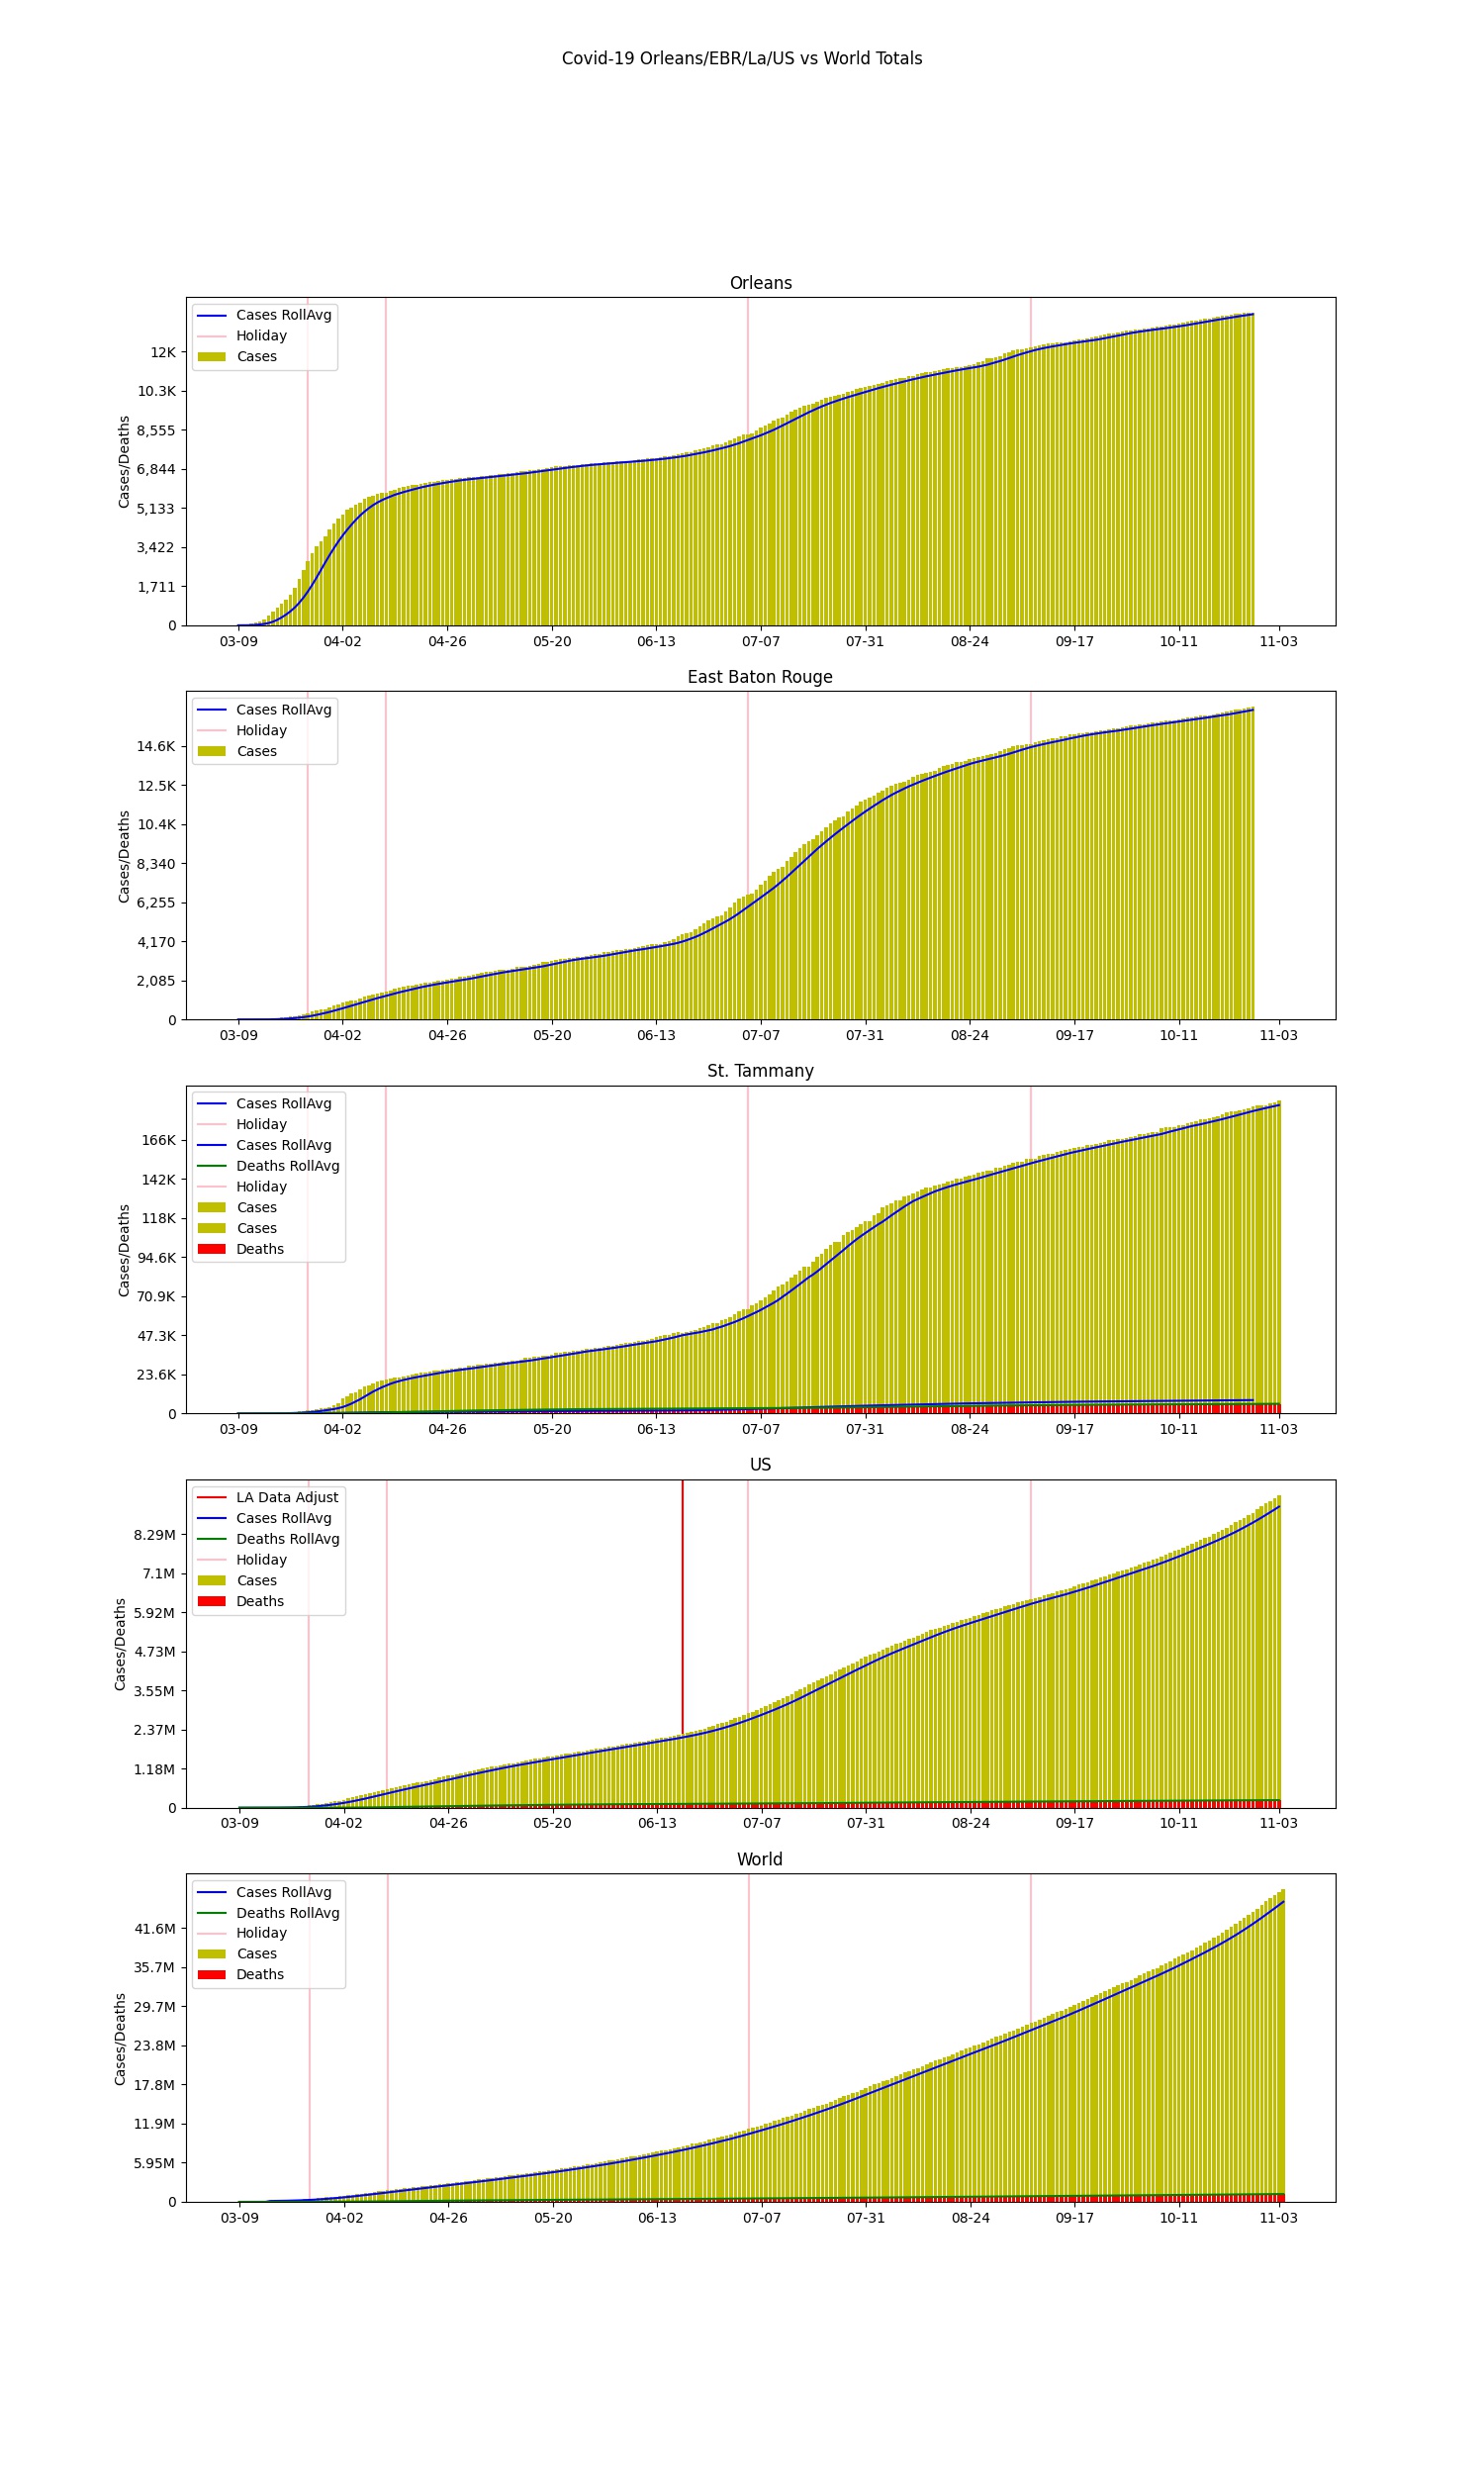 Covid-19 Orleans/EBR/La/US vs World Totals
Orleans
Cases RollAvg
Holiday
Cases
Cases/Deaths
12K
10.3K
8,555
6,844
5,133
3,422
1,711
0
03-09 04-02 04-26 05-20 06-13 07-07 07-31 08-24 09-17 10-11 11-03
East Baton Rouge
Cases RollAvg
Holiday
Cases
Cases/Deaths
14.6K
12.5K
10.4K
8,340
6,255
4,170
2,085
0
03-09 04-02 04-26 05-20 06-13 07-07 07-31 08-24 09-17 10-11 11-03
St. Tammany
Cases RollAvg
Holiday
Cases RollAvg
Deaths RollAvg
Holiday
Cases
Cases
Deaths
Cases/Deaths
166K
142K
118K
94.6K
70.9K
47.3K
23.6K
0
03-09 04-02 04-26 05-20 06-13 07-07 07-31 08-24 09-17 10-11 11-03
US
LA Data Adjust
Cases RollAvg
Deaths RollAvg
Holiday
Cases
Deaths
Cases/Deaths
8.29M
7.1M
5.92M
4.73M
3.55M
2.37M
1.18M
0
03-09 04-02 04-26 05-20 06-13 07-07 07-31 08-24 09-17 10-11 11-03
World
Cases RollAvg
Deaths RollAvg
Holiday
Cases
Deaths
Cases/Deaths
41.6M
35.7M
29.7M
23.8M
17.8M
11.9M
5.95M
0
03-09 04-02 04-26 05-20 06-13 07-07 07-31 08-24 09-17 10-11 11-03